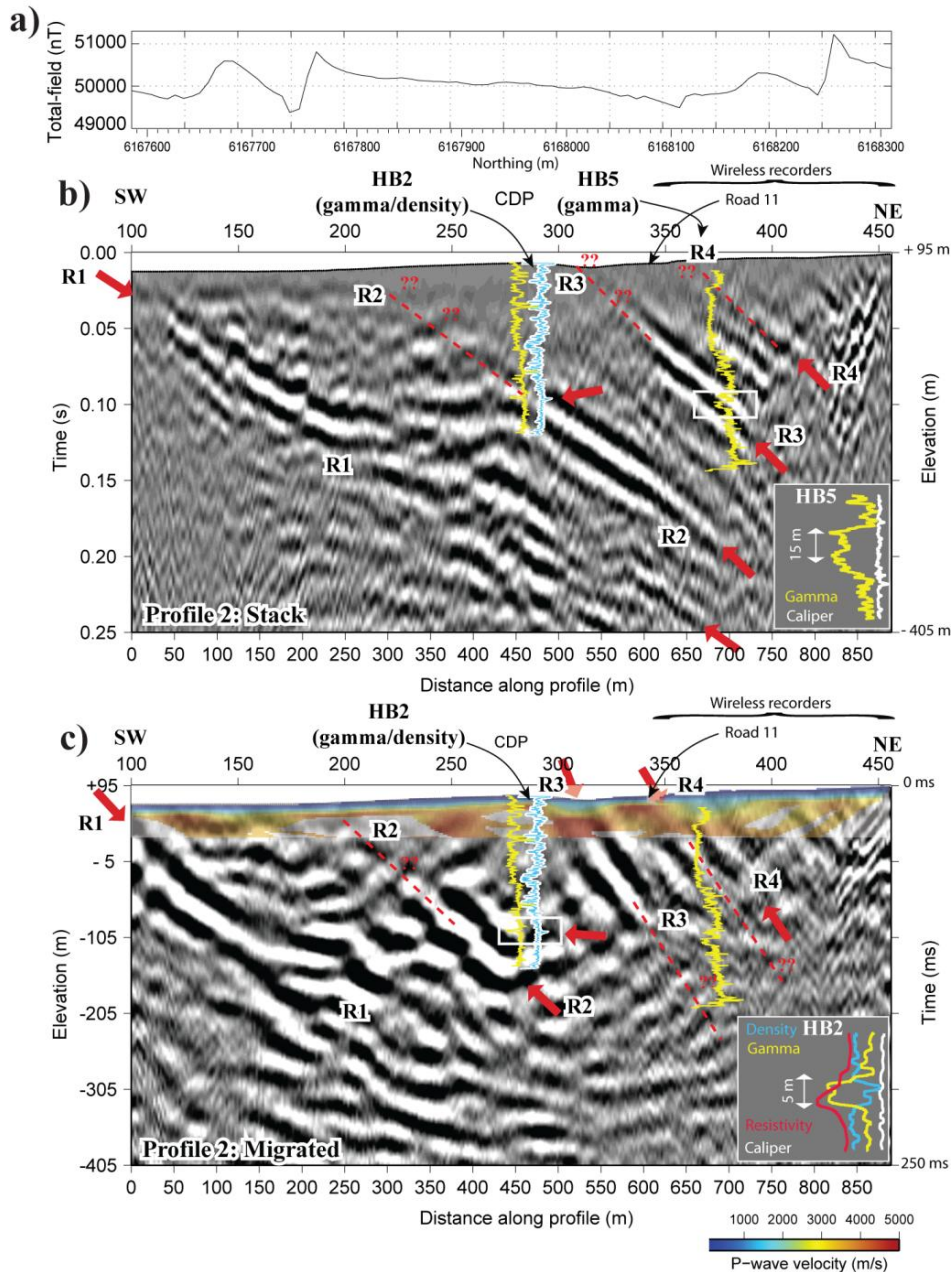 a)
Total-field (nT)
51000
50000
49000
6167600 6167700 6167800 6167900 6168000 6168100 6168200 6168300
Northing (m)
Wireless recorders
b)
SW
HB2
(gamma/density)
CDP
HB5
(gamma)
Road 11
NE
100 150 200 250 300 350 400 450
R4
0.00
+95 m
R1
??
R3
??
??
??
R2
??
0.05
R4
0.10
Time (s)
Elevation (m)
R1
R3
0.15
HB5
15 m
0.20
R2
Gamma
Caliper
Profile 2: Stack
0.25
-405 m
0 50 100 150 200 250 300 350 400 450 500 550 600 650 700 750 800 850
Distance along profile (m)
Wireless recorders
c)
SW
HB2
(gamma/density)
CDP
Road 11
NE
100 150 200 250 300 350 400 450
+95
R3
R4
0 ms
R1
R2
- 5
??
R4
-105
R3
??
Elevation (m)
Time (ms)
??
R1
R2
-205
Density HB2
Gamma
-305
5 m
Resistivity
Caliper
Profile 2: Migrated
-405
250 ms
0 50 100 150 200 250 300 350 400 450 500 550 600 650 700 750 800 850
Distance along profile (m)
1000 2000 3000 4000 5000
P-wave velocity (m/s)